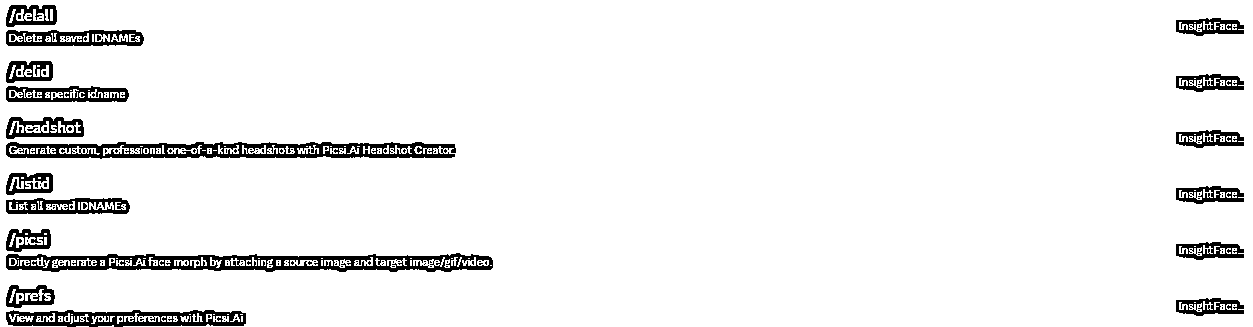 /delall
Delete all saved IDNAMEs
InsightFace...
/delid
Delete specific idname
InsightFace...
/headshot
Generate custom, professional one-of-a-kind headshots with Picsi.Ai Headshot Creator.
InsightFace...
/listid
List all saved IDNAMEs
InsightFace...
/picsi
Directly generate a Picsi.Ai face morph by attaching a source image and target image/gif/video.
InsightFace...
/prefs
View and adjust your preferences with Picsi.Ai
InsightFace...